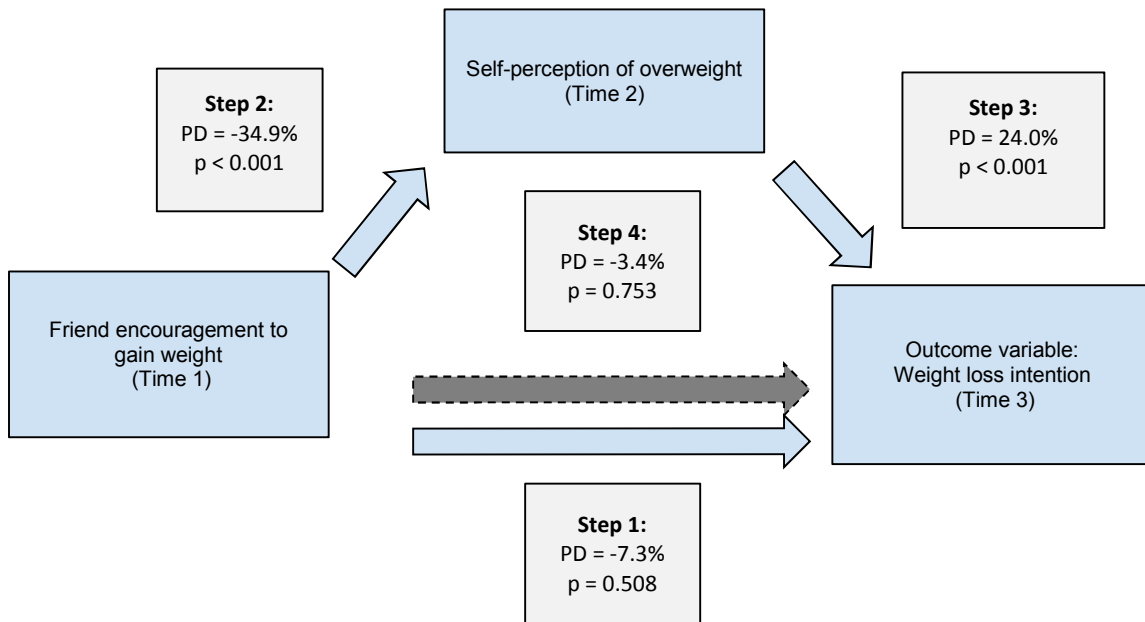 Self-perception of overweight
(Time 2)
Step 2:
PD = -34.9%
p < 0.001
Step 3:
PD = 24.0%
p < 0.001
Step 4:
PD = -3.4%
p = 0.753
Friend encouragement to
gain weight
(Time 1)
Outcome variable:
Weight loss intention
(Time 3)
Step 1:
PD = -7.3%
p = 0.508